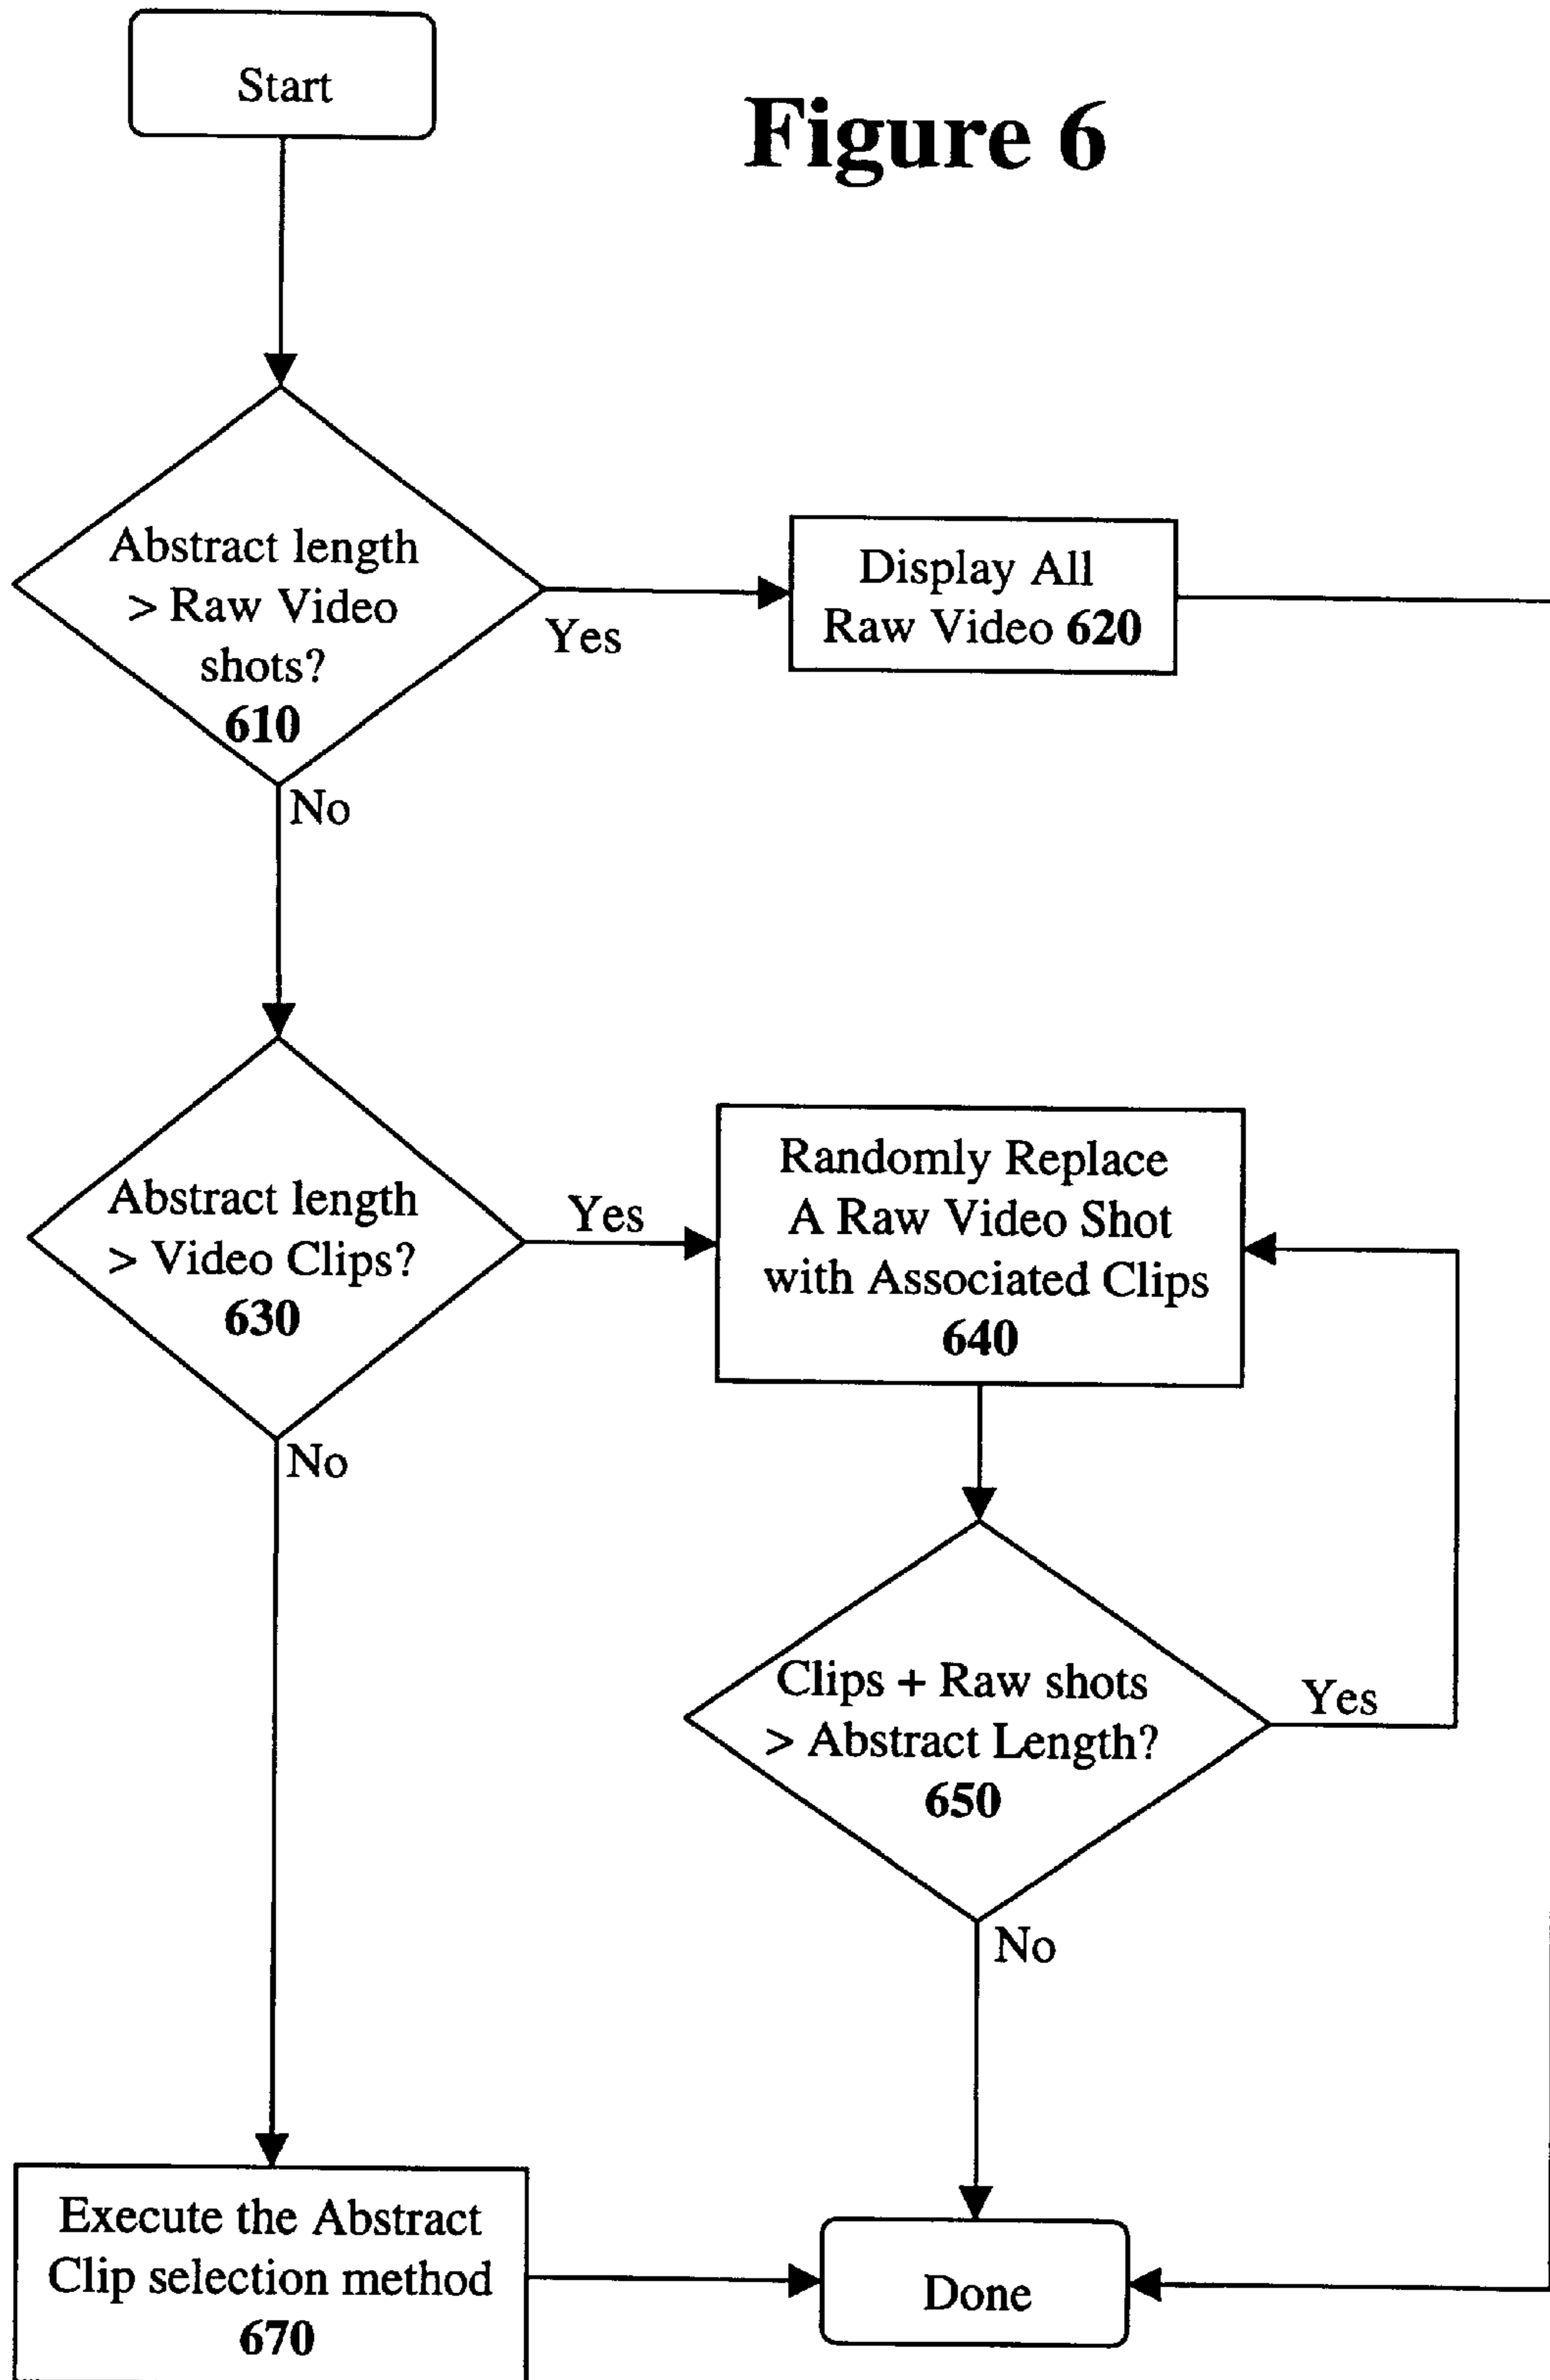 Start
Figure 6
Abstract length
> Raw Video
shots?
610
Yes
No
Display All
Raw Video 620
Abstract length
> Video Clips?
630
Yes
No
Randomly Replace
A Raw Video Shot
with Associated Clips
640
Clips + Raw shots
> Abstract Length?
650
Yes
No
Execute the Abstract
Clip selection method
670
Done